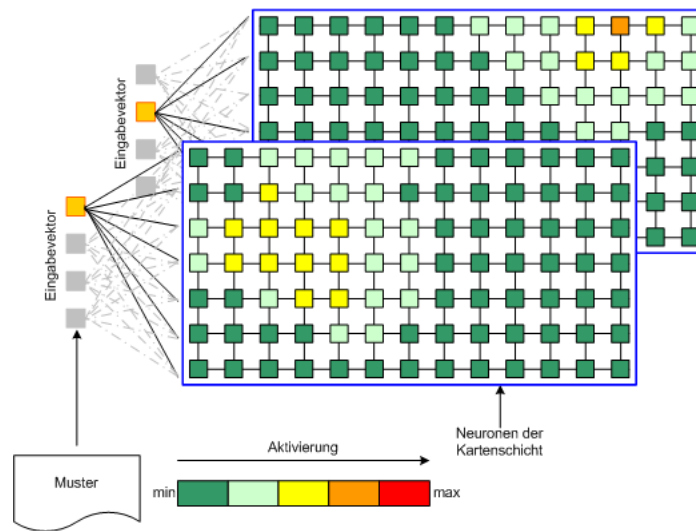 Eingabevektor
Eingabevektor
Neuronen der
Kartenschicht
Aktivierung
Muster
min
max